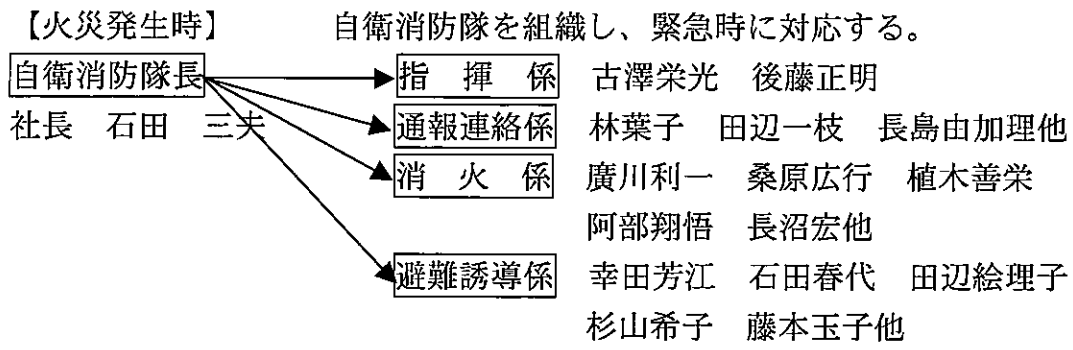 【火災発生時】 自衛消防隊を組織し、緊急時に対応する。
自衛消防隊長 指揮係 古澤栄光 後藤正明
社長 石田 三夫 通報連絡係 林葉子 田辺一枝 長島由加理他
消火係 廣川利一 桑原広行 植木善栄
阿部翔悟 長沼宏他
避難誘導係 幸田芳江 石田春代 田辺絵理子
杉山希子 藤本玉子他